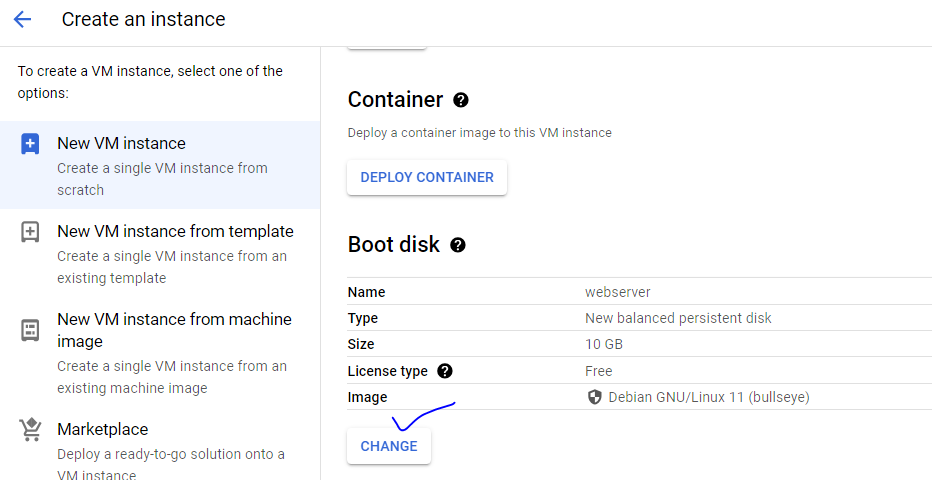 Create an instance
To create a VM instance, select one of the
options:
New VM instance
Create a single VM instance from
scratch
New VM instance from template
Create a single VM instance from an
existing template
New VM instance from machine
image
Create a single VM instance from an
existing machine image
Marketplace
Deploy a ready-to-go solution onto a
VM instance
Container ?
Deploy a container image to this VM instance
DEPLOY CONTAINER
Boot disk ?
Name webserver
Type New balanced persistent disk
Size 10 GB
License type ? Free
Image Debian GNU/Linux 11 (bullseye)
CHANGE